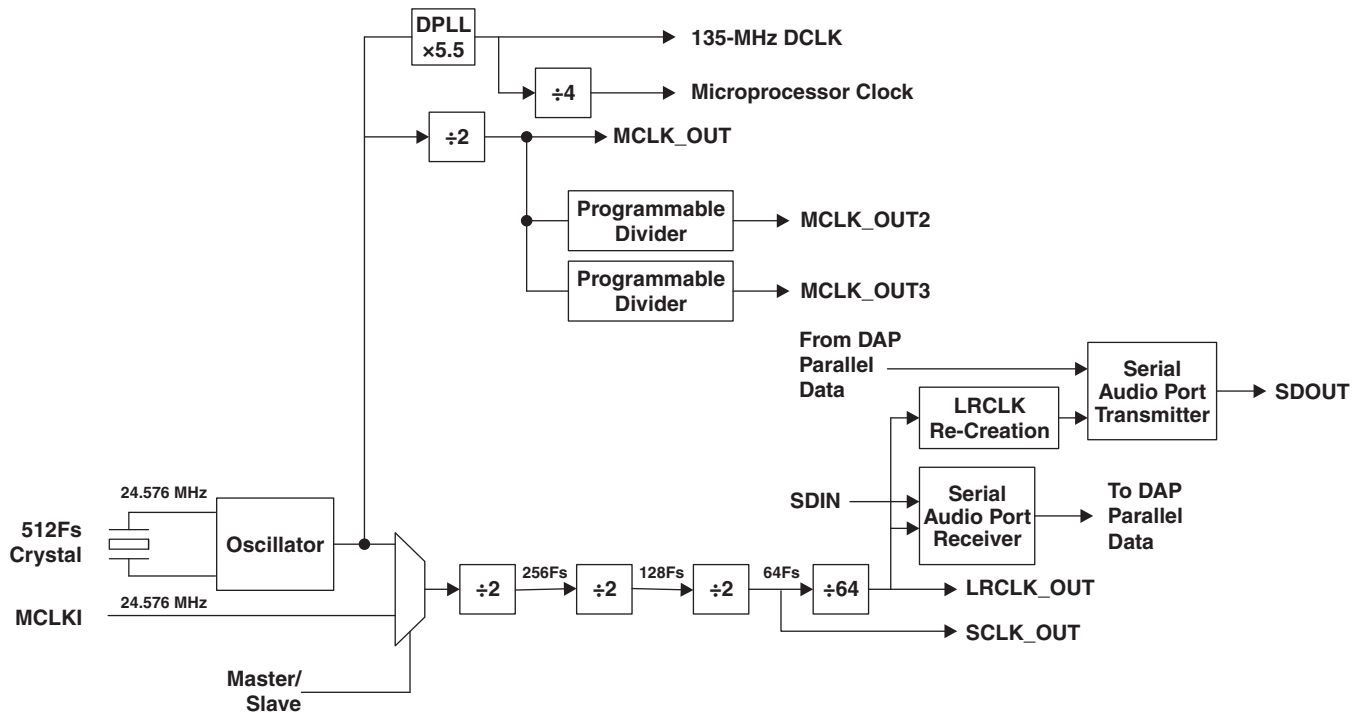 DPLL
×5.5
135-MHz DCLK
÷4
Microprocessor Clock
÷2
MCLK_OUT
Programmable
Divider
MCLK_OUT2
Programmable
Divider
MCLK_OUT3
From DAP
Parallel
Data
Serial
Audio Port
Transmitter
SDOUT
LRCLK
Re-Creation
SDIN
Serial
Audio Port
Receiver
To DAP
Parallel
Data
24.576 MHz
512Fs
Crystal
Oscillator
24.576 MHz
MCLKI
÷2
256Fs
÷2
128Fs
÷2
64Fs
÷64
LRCLK_OUT
SCLK_OUT
Master/
Slave